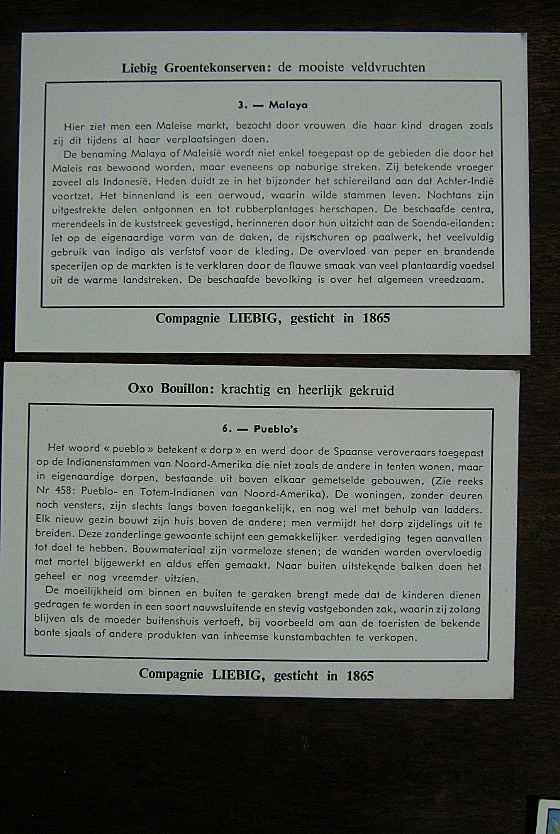 Liebig Groentekonserven: de mooiste veldvruchten
3. — Malaya
Hier ziet men een Maleise markt, bezocht door vrouwen die haar kind dragen zoals
zij dit tijdens al haar verplaatsingen doen.
De benaming Malaya of Maleisië wordt niet enkel toegepast op de gebieden die door het
Maleis ras bewoond worden, maar eveneens op naburige streken. Zij betekende vroeger
zoveel als Indonesië. Heden duidt ze in het bijzonder het schiereiland aan dat Achter-Indië
voortzet. Het binnenland is een oerwoud, waarin wilde stammen leven. Nochtans zijn
uitgestrekte delen ontgonnen en tot rubberplantages herschapen. De beschaafde centra,
merendeels in de kuststreek gevestigd, herinneren door hun uitzicht aan de Soenda-eilanden:
let op de eigenaardige vorm van de daken, de rijstschuren op paalwerk, het veelvuldig
gebruik van indigo als verfstof voor de kleding. De overvloed van peper en brandende
specerijen op de markten is te verklaren door de flauwe smaak van veel plantaardig voedsel
uit de warme landstreken. De beschaafde bevolking is over het algemeen vreedzaam.
Compagnie LIEBIG, gesticht in 1865
Oxo Bouillon: krachtig en heerlijk gekruid
6. — Pueblo's
Het woord « pueblo » betekent « dorp » en werd door de Spaanse veroveraars toegepast
op de Indianenstammen van Noord-Amerika die niet zoals de andere in tenten wonen, maar
in eigenaardige dorpen, bestaande uit boven elkaar gemetselde gebouwen. (Zie reeks
Nr 458: Pueblo- en Totem-Indianen van Noord-Amerika). De woningen, zonder deuren
noch vensters, zijn slechts langs boven toegankelijk, en nog wel met behulp van ladders.
Elk nieuw gezin bouwt zijn huis boven de andere; men vermijdt het dorp zijdelings uit te
breiden. Deze zonderlinge gewoonte schijnt een gemakkelijker verdediging tegen aanvallen
tot doel te hebben. Bouwmateriaal zijn vormeloze stenen; de wanden worden overvloedig
met mortel bijgewerkt en aldus effen gemaakt. Naar buiten uitstekende balken doen het
geheel er nog vreemder uitzien.
De moeilijkheid om binnen en buiten te geraken brengt mede dat de kinderen dienen
gedragen te worden in een soort nauwsluitende en stevig vastgebonden zak, waarin zij zolang
blijven als de moeder buitenshuis vertoeft, bij voorbeeld om aan de toeristen de bekende
bonte sjaals of andere produkten van inheemse kunstambachten te verkopen.
Compagnie LIEBIG, gesticht in 1865